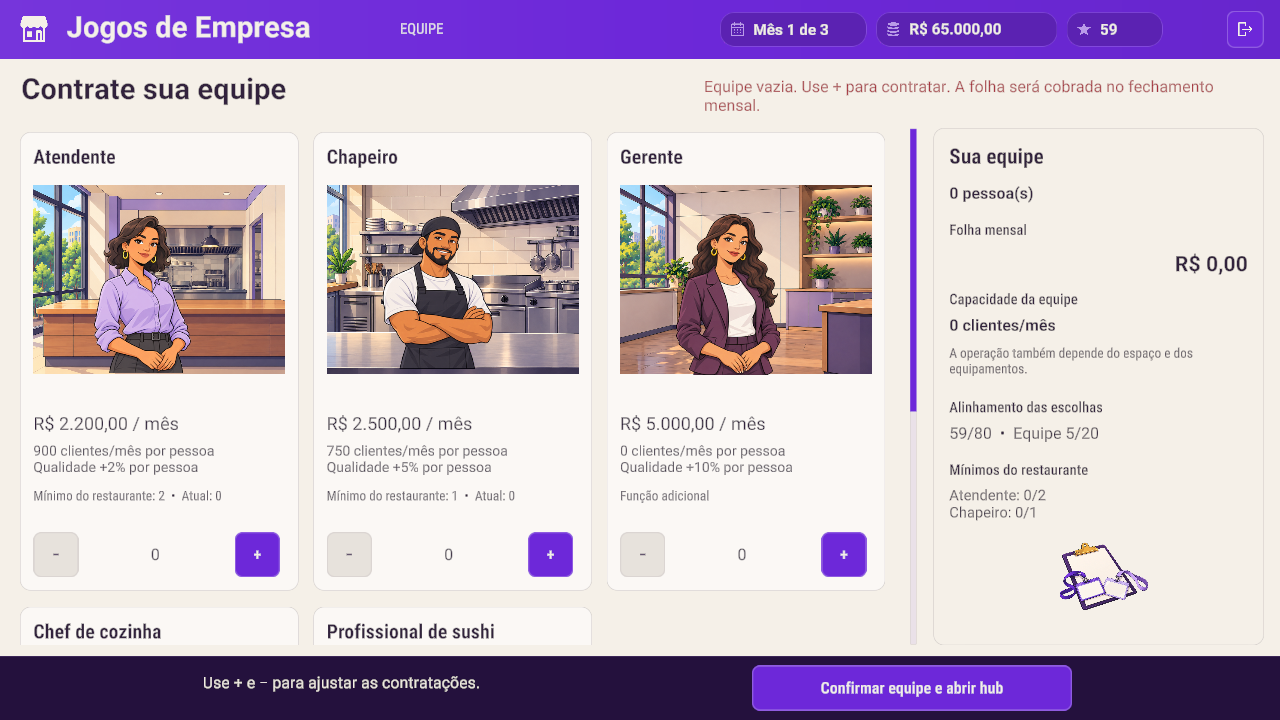 Jogos de Empresa
EQUIPE
Mês 1 de 3
R$ 65.000,00
59
Contrate sua equipe
Equipe vazia. Use + para contratar. A folha será cobrada no fechamento
mensal.
Atendente
R$ 2.200,00 / mês
900 clientes/mês por pessoa
Qualidade +2% por pessoa
Mínimo do restaurante: 2 • Atual: 0
−
0
+
Chapeiro
R$ 2.500,00 / mês
750 clientes/mês por pessoa
Qualidade +5% por pessoa
Mínimo do restaurante: 1 • Atual: 0
−
0
+
Gerente
R$ 5.000,00 / mês
0 clientes/mês por pessoa
Qualidade +10% por pessoa
Função adicional
−
0
+
Chef de cozinha
Profissional de sushi
Sua equipe
0 pessoa(s)
Folha mensal
R$ 0,00
Capacidade da equipe
0 clientes/mês
A operação também depende do espaço e dos
equipamentos.
Alinhamento das escolhas
59/80 • Equipe 5/20
Mínimos do restaurante
Atendente: 0/2
Chapeiro: 0/1
Use + e − para ajustar as contratações.
Confirmar equipe e abrir hub